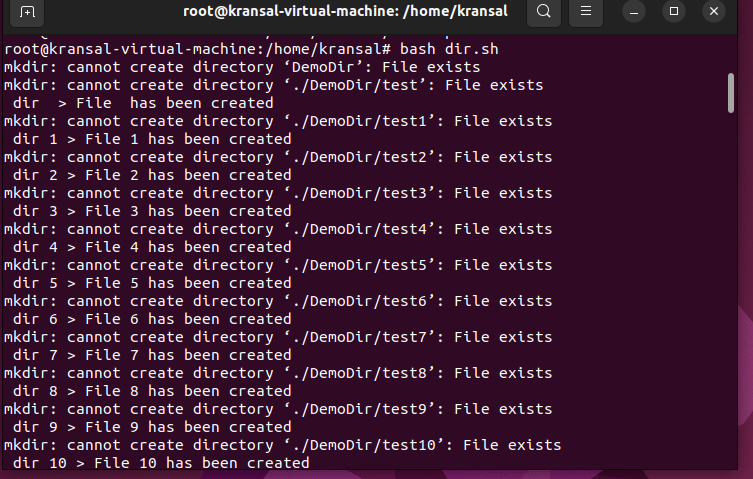 root@kransal-virtual-machine: /home/kransal
root@kransal-virtual-machine:/home/kransal# bash dir.sh
mkdir: cannot create directory ‘DemoDir’: File exists
mkdir: cannot create directory ‘./DemoDir/test’: File exists
 dir  > File  has been created
mkdir: cannot create directory ‘./DemoDir/test1’: File exists
 dir 1 > File 1 has been created
mkdir: cannot create directory ‘./DemoDir/test2’: File exists
 dir 2 > File 2 has been created
mkdir: cannot create directory ‘./DemoDir/test3’: File exists
 dir 3 > File 3 has been created
mkdir: cannot create directory ‘./DemoDir/test4’: File exists
 dir 4 > File 4 has been created
mkdir: cannot create directory ‘./DemoDir/test5’: File exists
 dir 5 > File 5 has been created
mkdir: cannot create directory ‘./DemoDir/test6’: File exists
 dir 6 > File 6 has been created
mkdir: cannot create directory ‘./DemoDir/test7’: File exists
 dir 7 > File 7 has been created
mkdir: cannot create directory ‘./DemoDir/test8’: File exists
 dir 8 > File 8 has been created
mkdir: cannot create directory ‘./DemoDir/test9’: File exists
 dir 9 > File 9 has been created
mkdir: cannot create directory ‘./DemoDir/test10’: File exists
 dir 10 > File 10 has been created